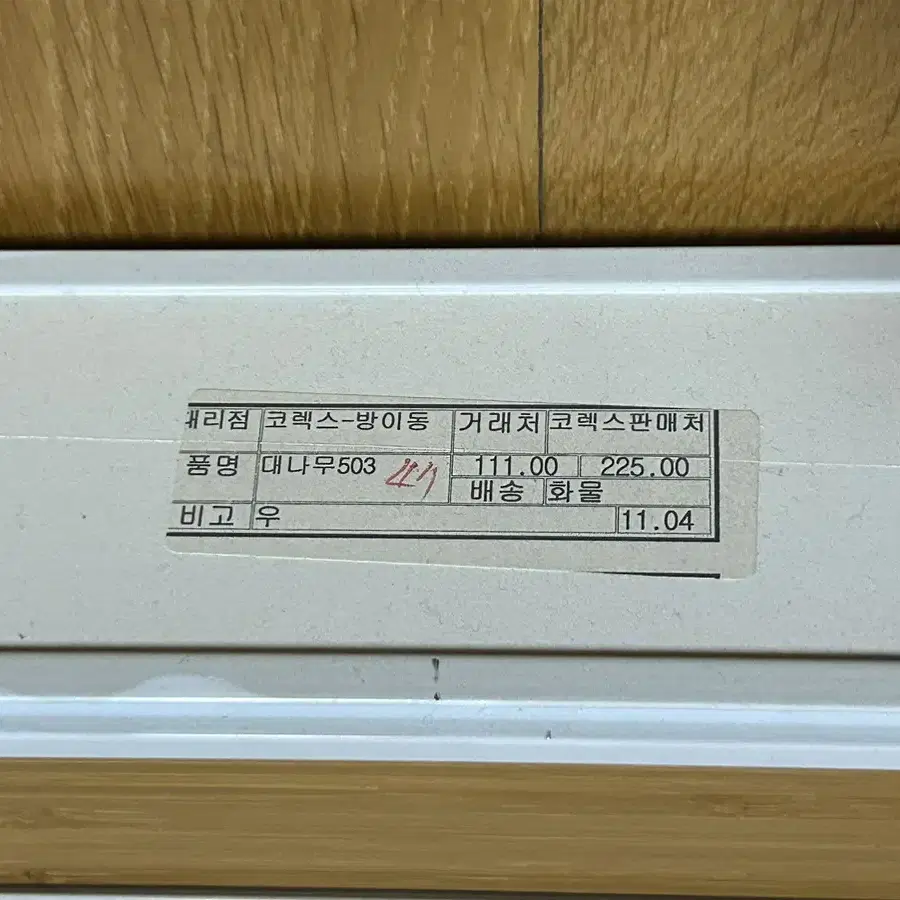 대리점 코렉스-방이동 거래처 코렉스판매처
품명 대나무503 111.00 225.00
배송 화물
비고 우 11.04